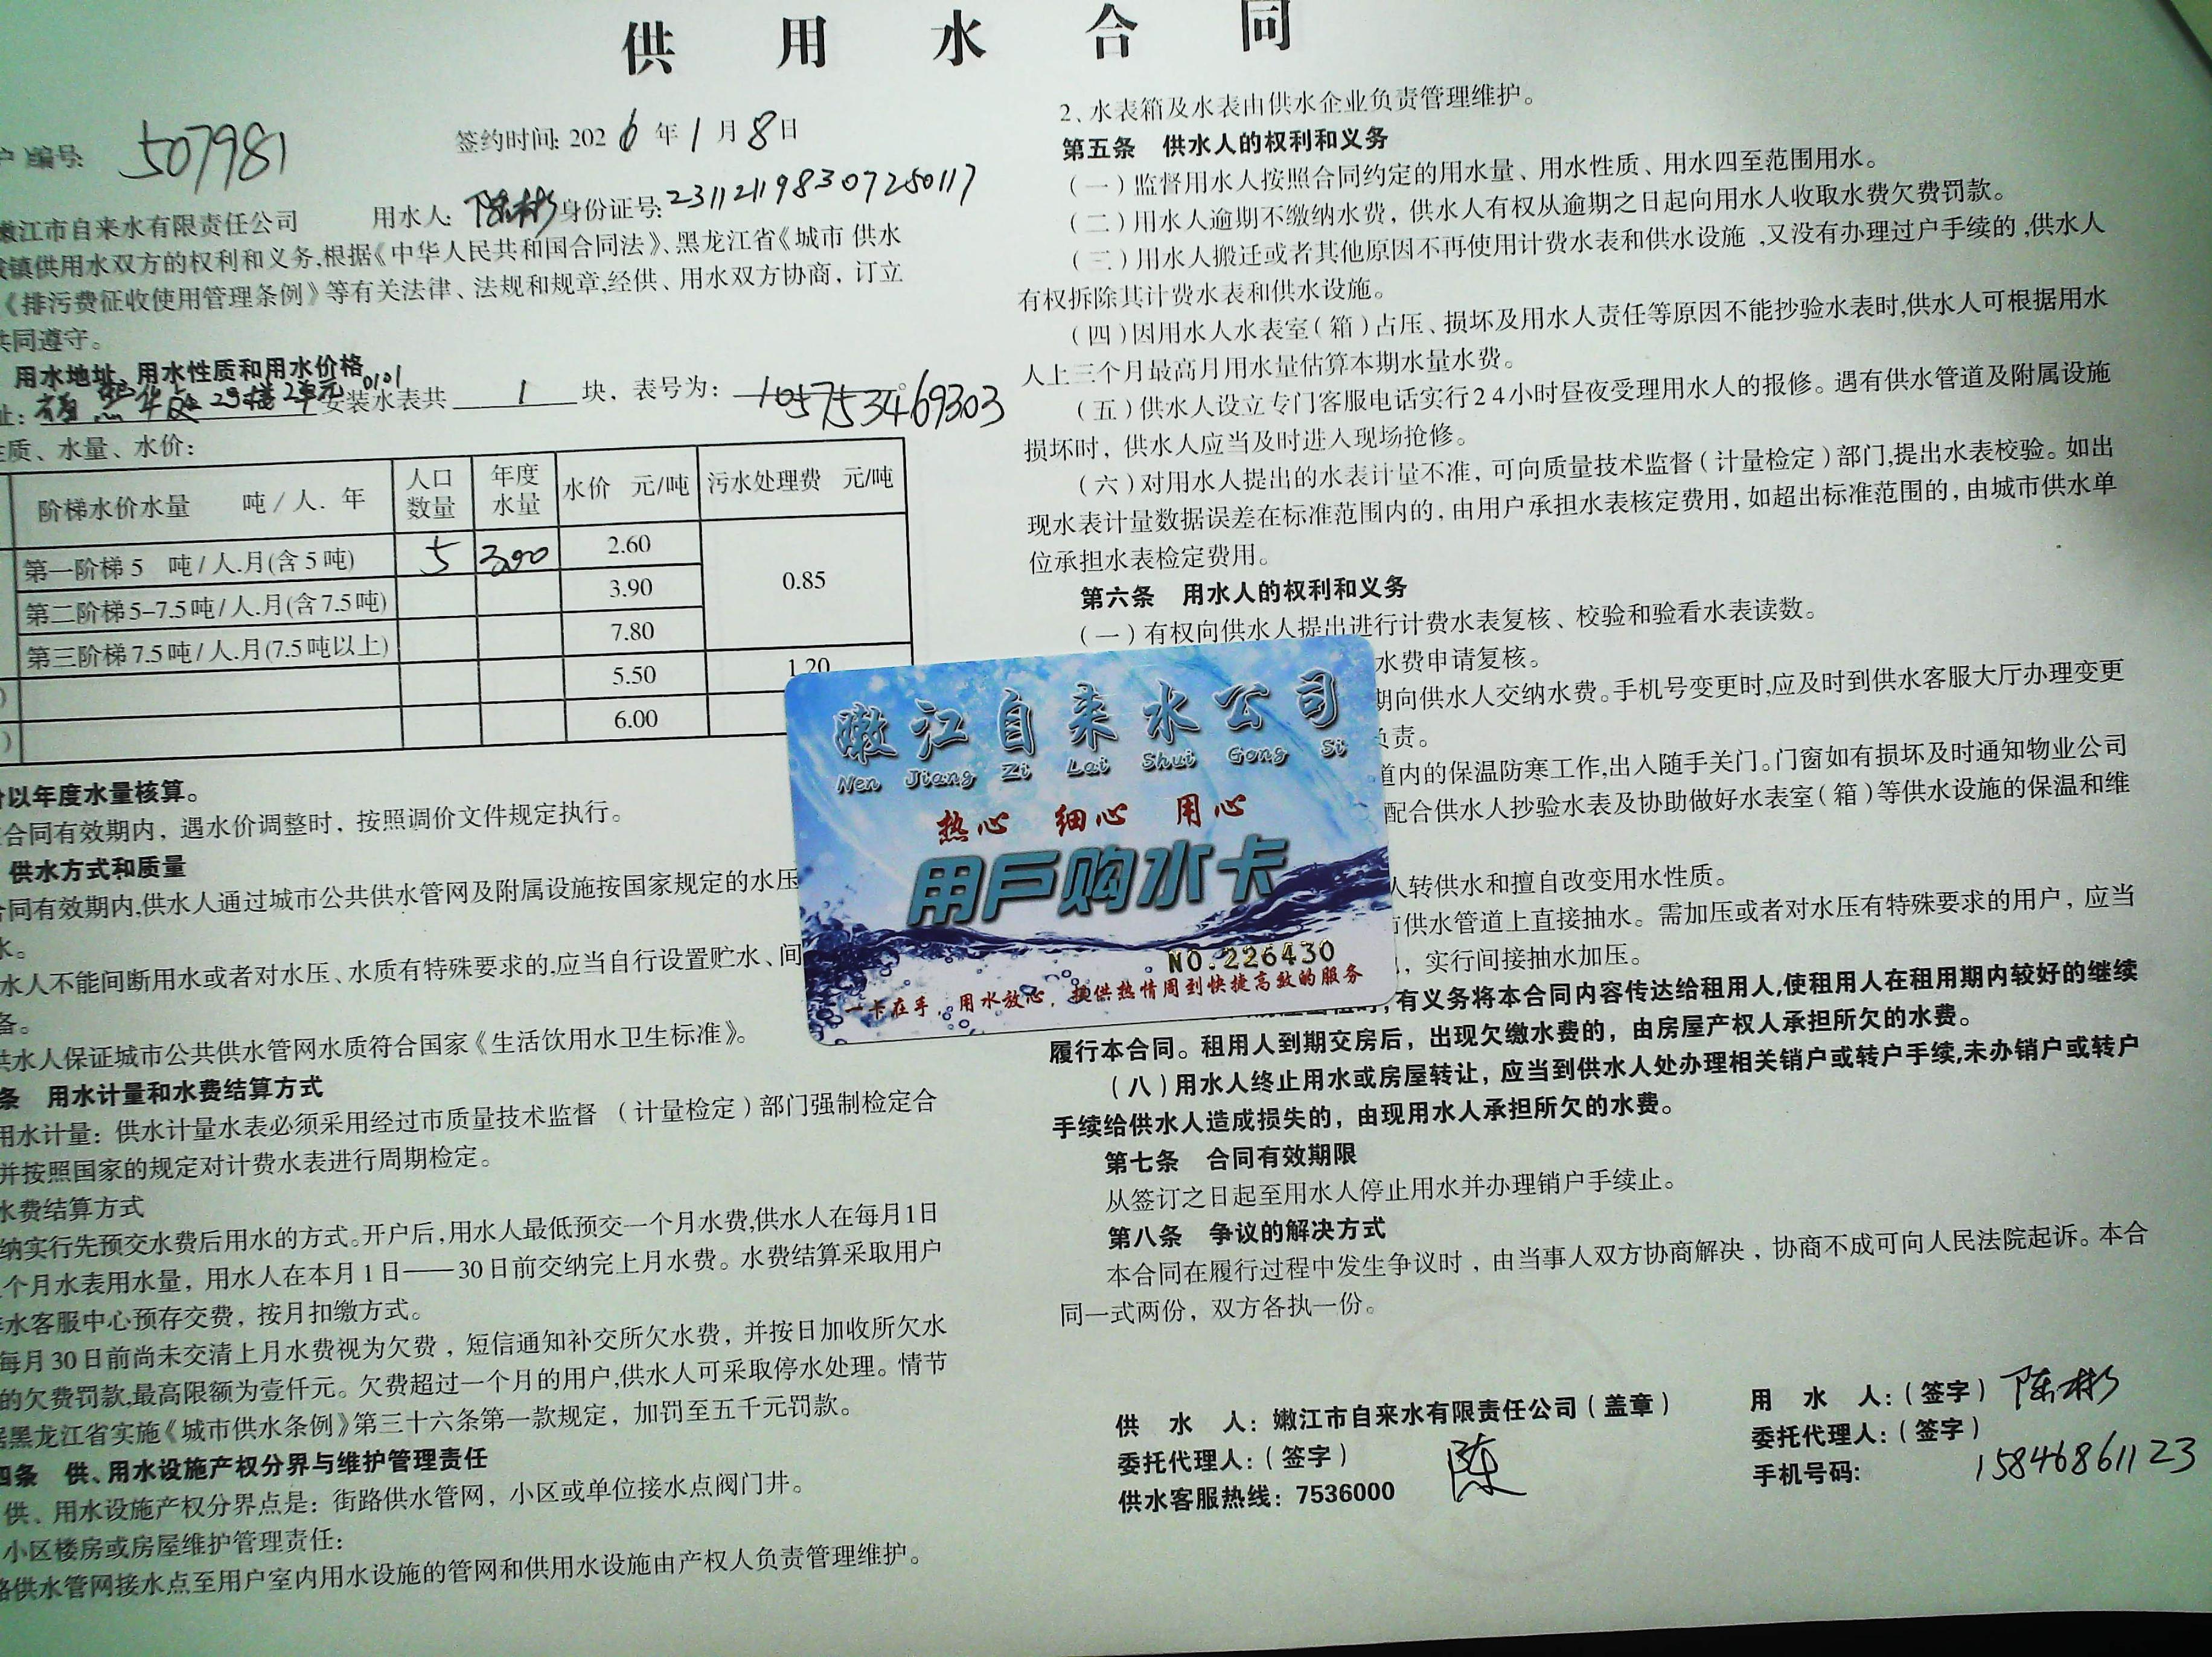 供用水合同
户)编号: 507981
签约时间: 2026年1月8日
嫩江市自来水有限责任公司 用水人: 陈彬 身份证号: 231121198307250117
镇供用水双方的权利和义务,根据《中华人民共和国合同法》、黑龙江省《城市 供水
《排污费征收使用管理条例》等有关法律、法规和规章,经供、用水双方协商，订立
共同遵守。
用水地址、用水性质和用水价格
址: 华 2号楼2单元0101 安装水表共 1 块，表号为: 105753469303
质、水量、水价:
阶梯水价水量 吨/人.年 人口数量 年度水量 水价 元/吨 污水处理费 元/吨
第一阶梯5 吨/人.月(含5吨) 5 300 2.60 0.85
第二阶梯5-7.5吨/人.月(含7.5吨) 3.90
第三阶梯7.5吨/人.月(7.5吨以上) 7.80
5.50 1.20
6.00
以年度水量核算。
合同有效期内，遇水价调整时，按照调价文件规定执行。
供水方式和质量
同有效期内,供水人通过城市公共供水管网及附属设施按国家规定的水压
水。
水人不能间断用水或者对水压、水质有特殊要求的,应当自行设置贮水、间
备。
供水人保证城市公共供水管网水质符合国家《生活饮用水卫生标准》。
条 用水计量和水费结算方式
用水计量：供水计量水表必须采用经过市质量技术监督 （计量检定）部门强制检定合
并按照国家的规定对计费水表进行周期检定。
水费结算方式
纳实行先预交水费后用水的方式。开户后,用水人最低预交一个月水费,供水人在每月1日
个月水表用水量，用水人在本月1日——30日前交纳完上月水费。水费结算采取用户
水客服中心预存交费，按月扣缴方式。
每月30日前尚未交清上月水费视为欠费，短信通知补交所欠水费，并按日加收所欠水
的欠费罚款,最高限额为壹仟元。欠费超过一个月的用户,供水人可采取停水处理。情节
黑龙江省实施《城市供水条例》第三十六条第一款规定，加罚至五千元罚款。
四条 供、用水设施产权分界与维护管理责任
供、用水设施产权分界点是：街路供水管网，小区或单位接水点阀门井。
小区楼房或房屋维护管理责任：
路供水管网接水点至用户室内用水设施的管网和供用水设施由产权人负责管理维护。
2、水表箱及水表由供水企业负责管理维护。
第五条 供水人的权利和义务
（一）监督用水人按照合同约定的用水量、用水性质、用水四至范围用水。
（二）用水人逾期不缴纳水费，供水人有权从逾期之日起向用水人收取水费欠费罚款。
（三）用水人搬迁或者其他原因不再使用计费水表和供水设施，又没有办理过户手续的，供水人
有权拆除其计费水表和供水设施。
（四）因用水人水表室（箱）占压、损坏及用水人责任等原因不能抄验水表时,供水人可根据用水
人上三个月最高月用水量估算本期水量水费。
（五）供水人设立专门客服电话实行24小时昼夜受理用水人的报修。遇有供水管道及附属设施
损坏时，供水人应当及时进入现场抢修。
（六）对用水人提出的水表计量不准，可向质量技术监督（计量检定）部门,提出水表校验。如出
现水表计量数据误差在标准范围内的，由用户承担水表核定费用，如超出标准范围的，由城市供水单
位承担水表检定费用。
第六条 用水人的权利和义务
（一）有权向供水人提出进行计费水表复核、校验和验看水表读数。
水费申请复核。
期向供水人交纳水费。手机号变更时,应及时到供水客服大厅办理变更
负责。
道内的保温防寒工作,出入随手关门。门窗如有损坏及时通知物业公司
配合供水人抄验水表及协助做好水表室（箱）等供水设施的保温和维
人转供水和擅自改变用水性质。
供水管道上直接抽水。需加压或者对水压有特殊要求的用户，应当
，实行间接抽水加压。
有义务将本合同内容传达给租用人,使租用人在租用期内较好的继续
履行本合同。租用人到期交房后，出现欠缴水费的，由房屋产权人承担所欠的水费。
（八）用水人终止用水或房屋转让，应当到供水人处办理相关销户或转户手续,未办销户或转户
手续给供水人造成损失的，由现用水人承担所欠的水费。
第七条 合同有效期限
从签订之日起至用水人停止用水并办理销户手续止。
第八条 争议的解决方式
本合同在履行过程中发生争议时，由当事人双方协商解决，协商不成可向人民法院起诉。本合
同一式两份，双方各执一份。
供 水 人：嫩江市自来水有限责任公司（盖章）
委托代理人：（签字） 陈
供水客服热线：7536000
用 水 人：（签字） 陈彬
委托代理人：（签字）
手机号码: 15846861123
嫩江自来水公司
Nen Jiang Zi Lai Shui Gong Si
热心 细心 用心
用户购水卡
NO.226430
一卡在手，用水放心，提供热情周到快捷高效的服务